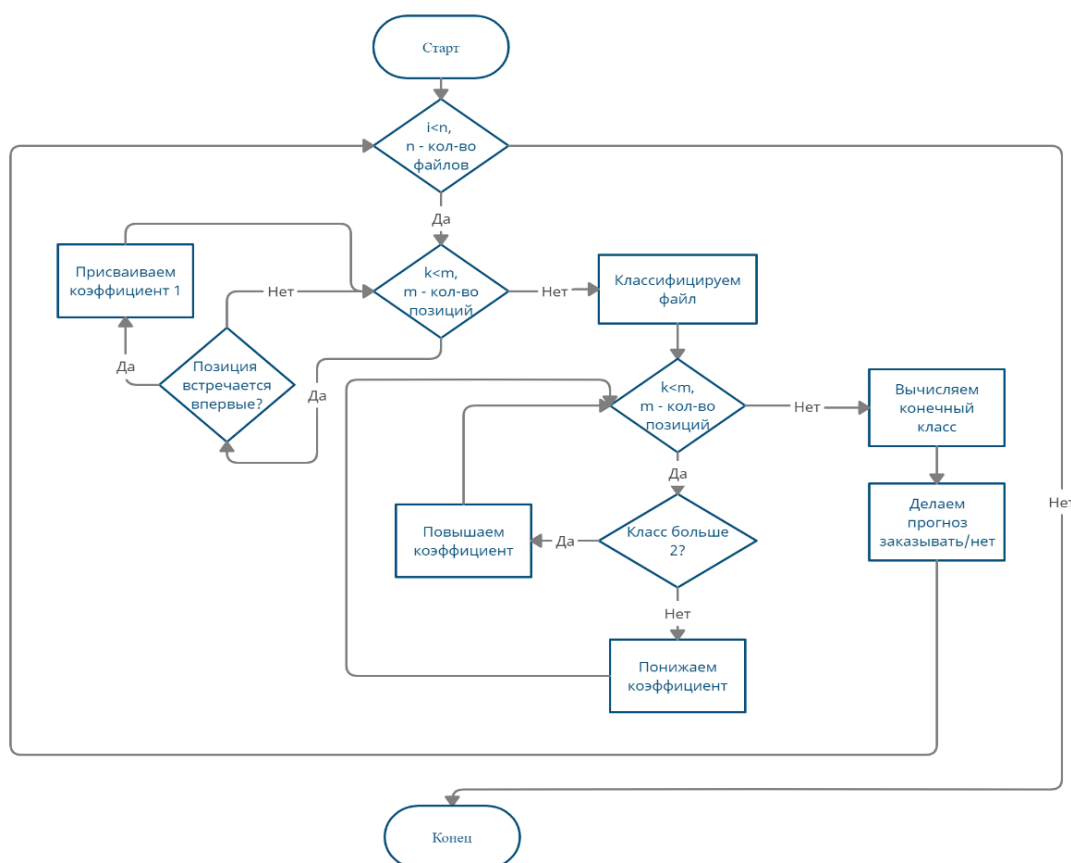 Старт
i<n,
n - кол-во
файлов
Да
Присваиваем
коэффициент 1
Нет
k<m,
m - кол-во
позиций
Нет
Классифицируем
файл
Да
Позиция
встречается
впервые?
Да
k<m,
m - кол-во
позиций
Нет
Вычисляем
конечный
класс
Да
Делаем
прогноз
заказывать/нет
Нет
Повышаем
коэффициент
Да
Класс больше
2?
Нет
Понижаем
коэффициент
Конец